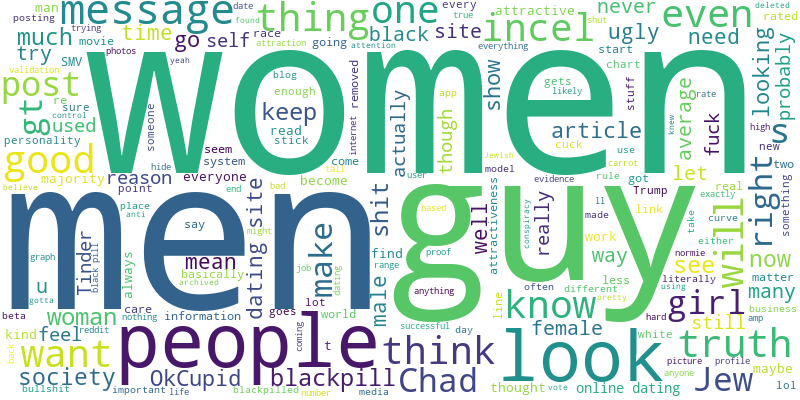 man posting message thing one date every true incel never even attractive deleted rated
much movie time go self race found going black site ugly need shut everything
try photos yeah attraction attention start chart looking probably
validation SMV women show
post re blog enough gets likely app stuff rate
gt sure control someone internet removed keep article though average fuck s
used read stick actually cuck use knew high new
personality seem system Jewish carrot
good hide come model got let right two
majority reason everyone user evidence rule real something
believe point become tall ll Trump exactly
men end bad guy well attractiveness conspiracy made link curve will
place anti dating site say might based really work take either now
u mean shit proof way see normie
Tinder black pill make find range anything often less different literally using matter many
graph always basically job dating line know girl business
gotta archived male pretty
beta woman care goes lot successful hard still amp
nothing information world female white truth
kind feel reddit people t day
want think look picture profile maybe
back society OkCupid coming blackpill Chad anyone Jew
bullshit important life blackpilled number media thought vote online dating lol